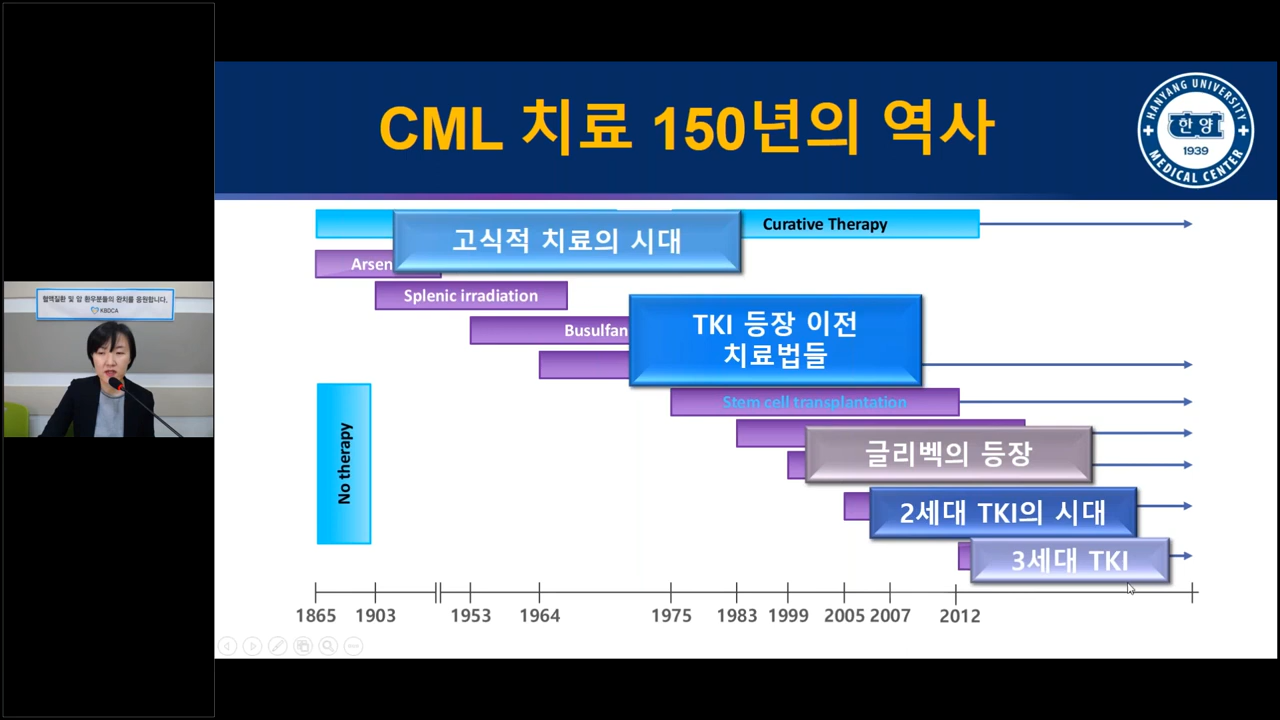 CML 치료 150년의 역사
HANYANG UNIVERSITY
한양
1939
MEDICAL CENTER
고식적 치료의 시대
Curative Therapy
Arsen
Splenic irradiation
Busulfan
TKI 등장 이전
치료법들
Stem cell transplantation
글리벡의 등장
2세대 TKI의 시대
3세대 TKI
No therapy
1865 1903 1953 1964 1975 1983 1999 2005 2007 2012
혈액질환 및 암 환우분들의 완치를 응원합니다.
KBDCA